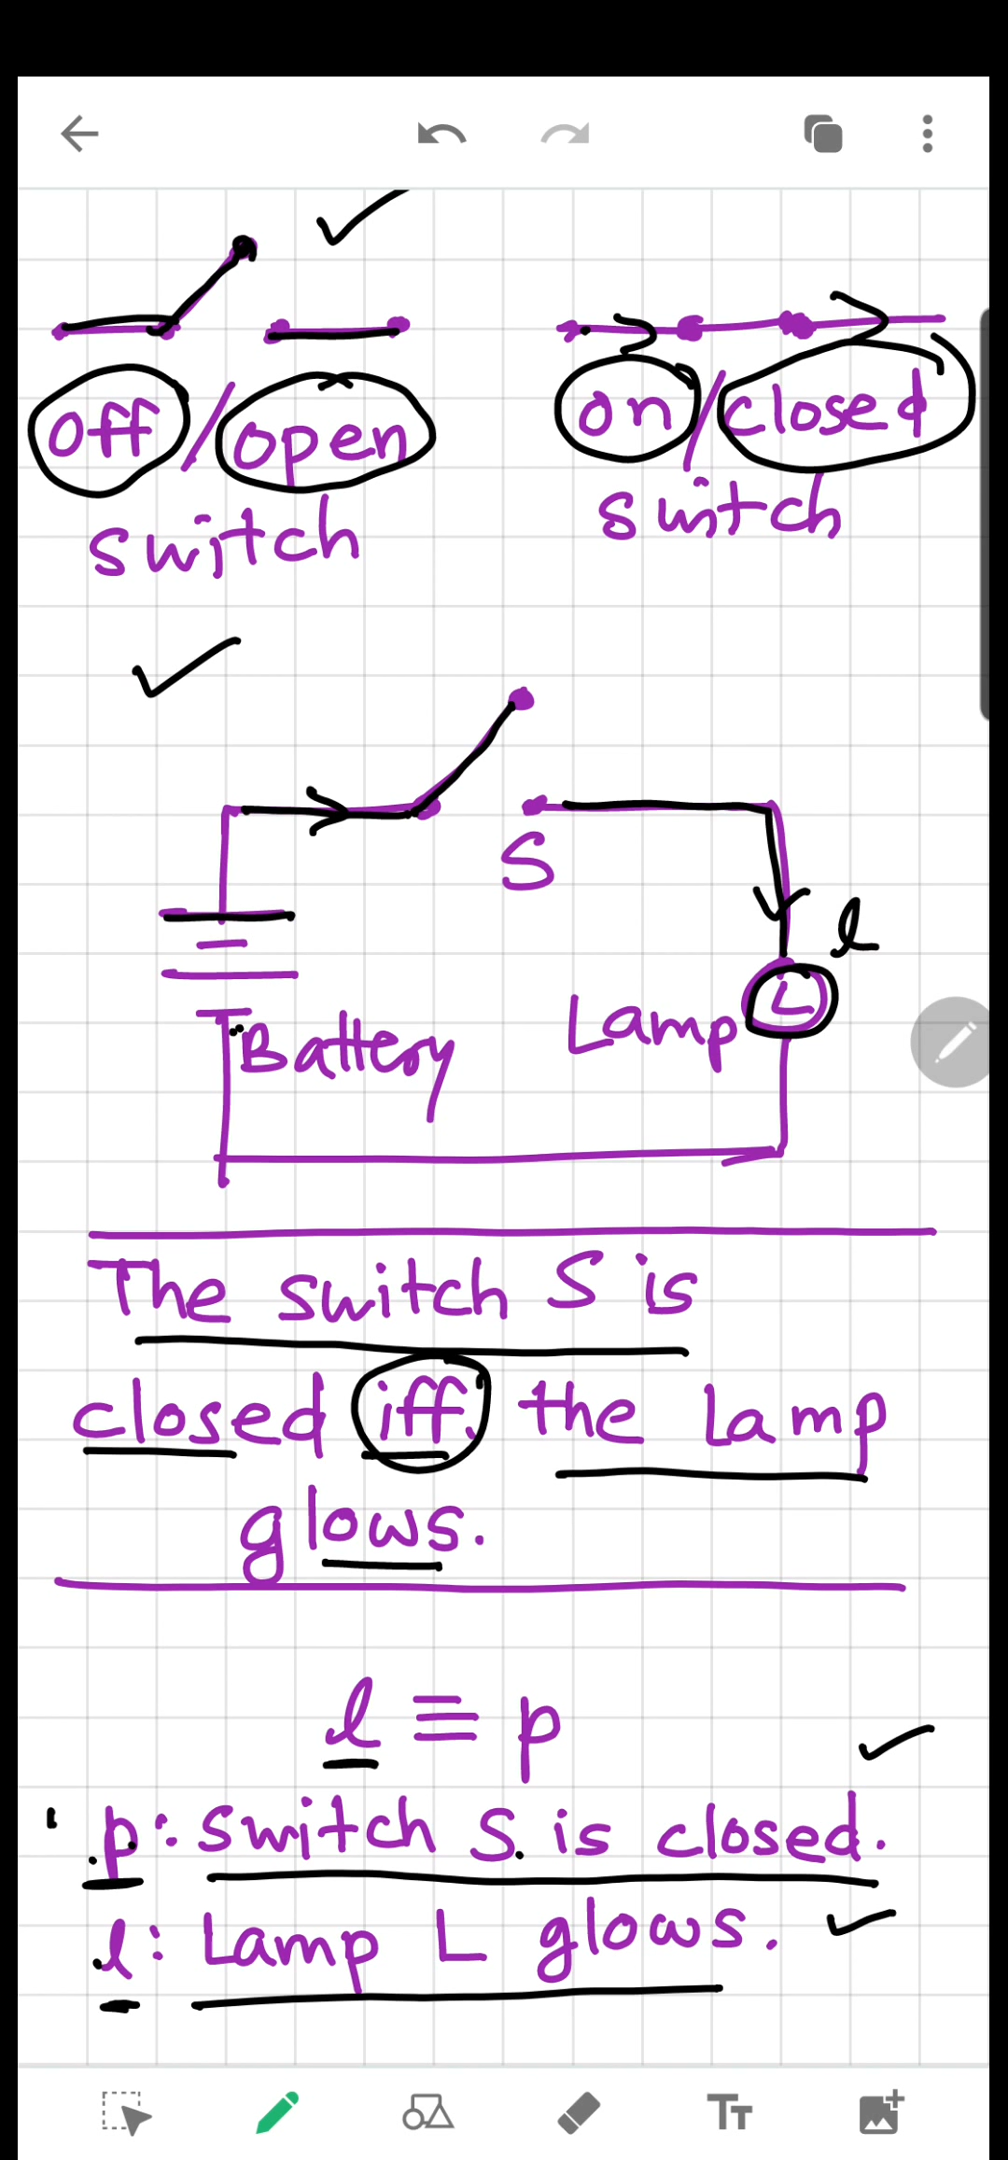 off/open
switch
on/closed
switch
S
l
L
Lamp
Battery
The switch S is
closed iff. the Lamp
glows.
l ≡ p
p: switch S is closed.
l: Lamp L glows.
TT